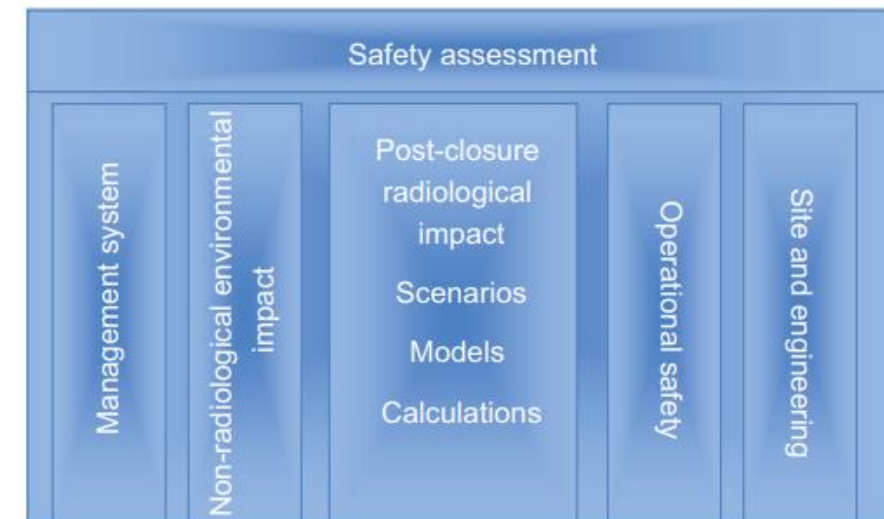 Safety assessment
Management system
Non-radiological environmental
impact
Post-closure
radiological
impact
Scenarios
Models
Calculations
Operational safety
Site and engineering